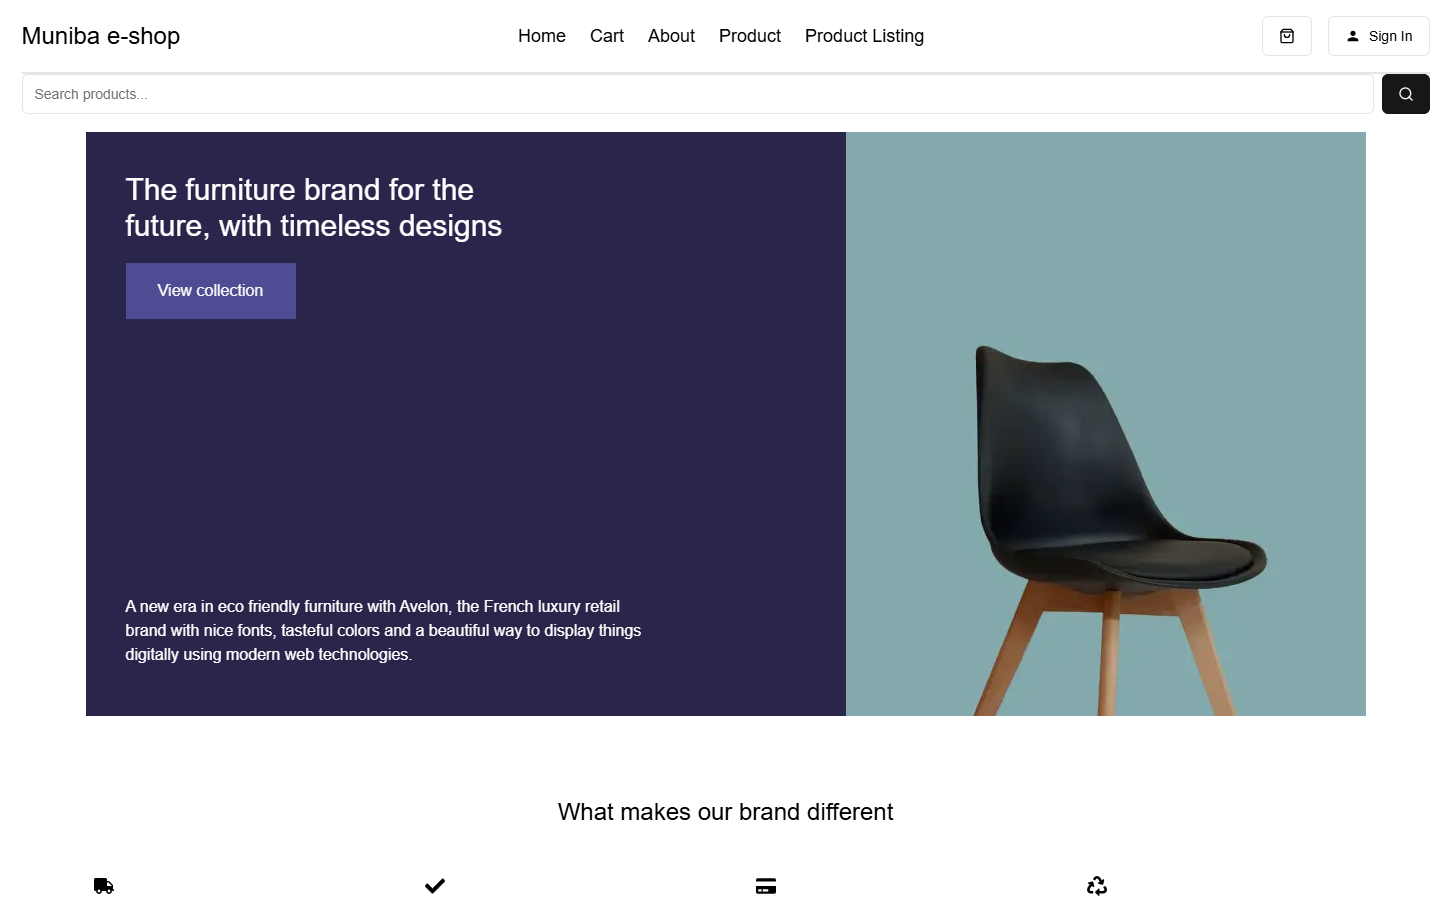 Muniba e-shop
Home
Cart
About
Product
Product Listing
Sign In
Search products...
The furniture brand for the
future, with timeless designs
View collection
A new era in eco friendly furniture with Avelon, the French luxury retail
brand with nice fonts, tasteful colors and a beautiful way to display things
digitally using modern web technologies.
What makes our brand different